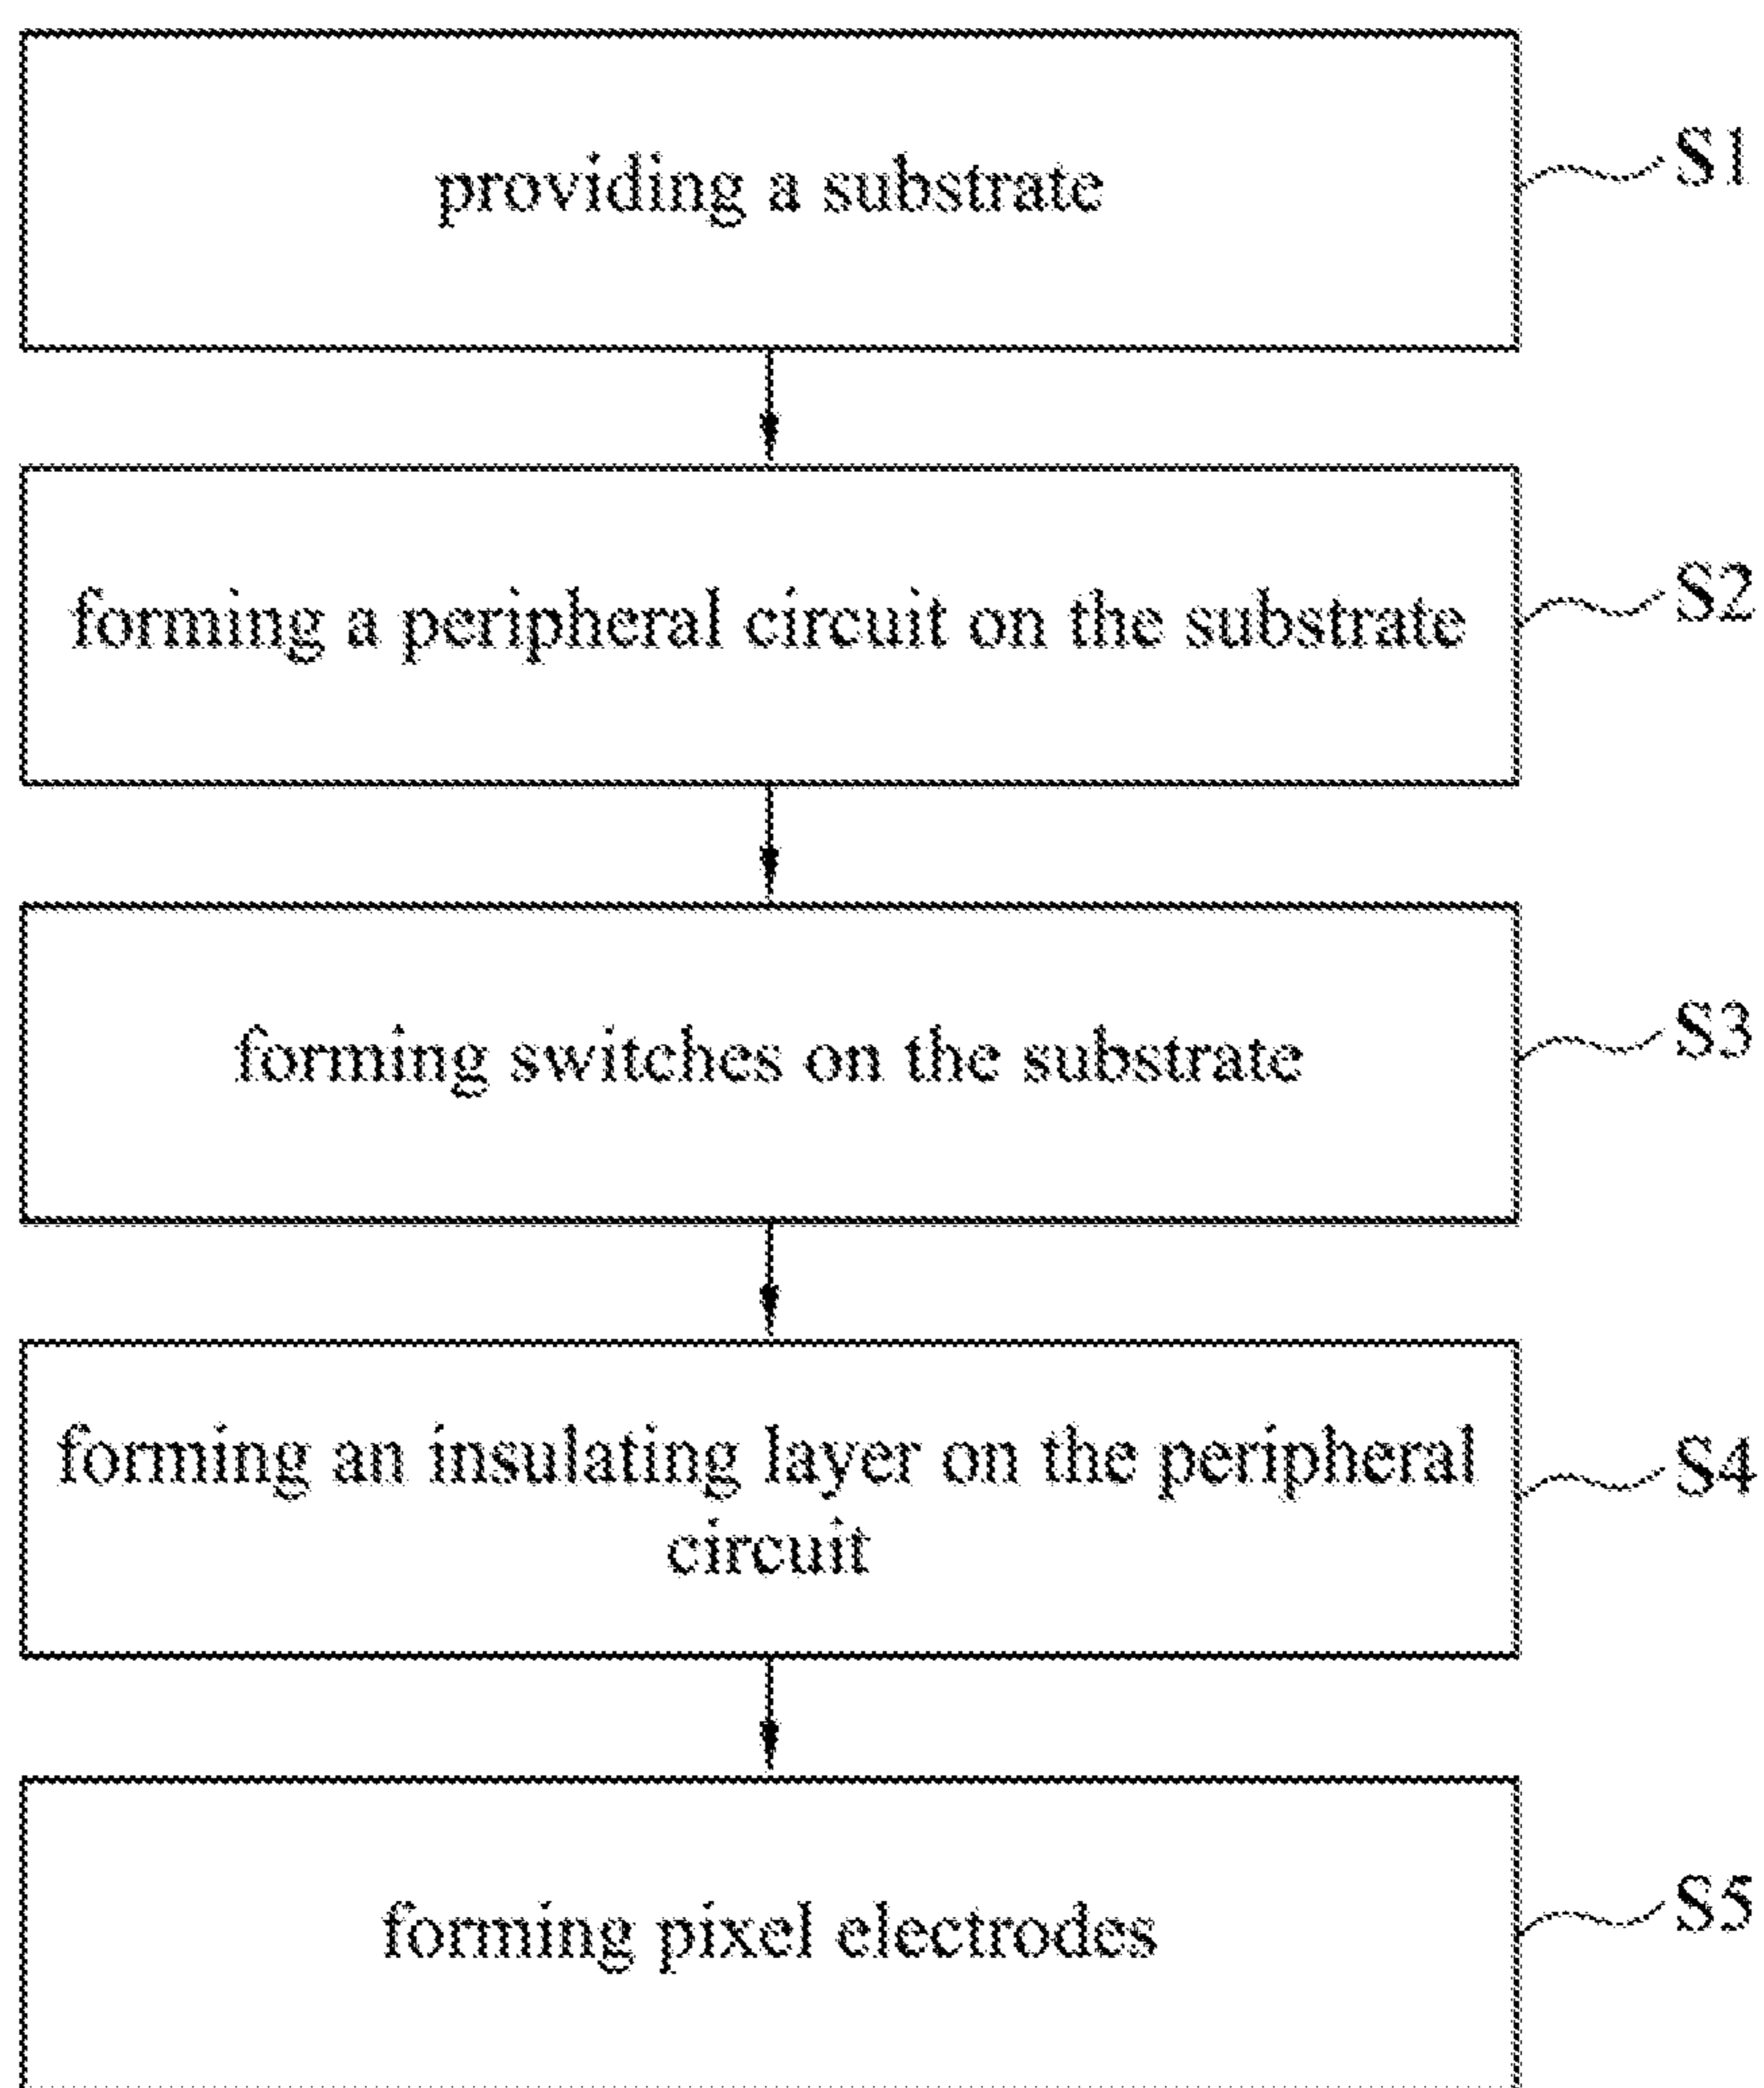 providing a substrate
S1
forming a peripheral circuit on the substrate
S2
forming switches on the substrate
S3
forming an insulating layer on the peripheral
circuit
S4
forming pixel electrodes
S5